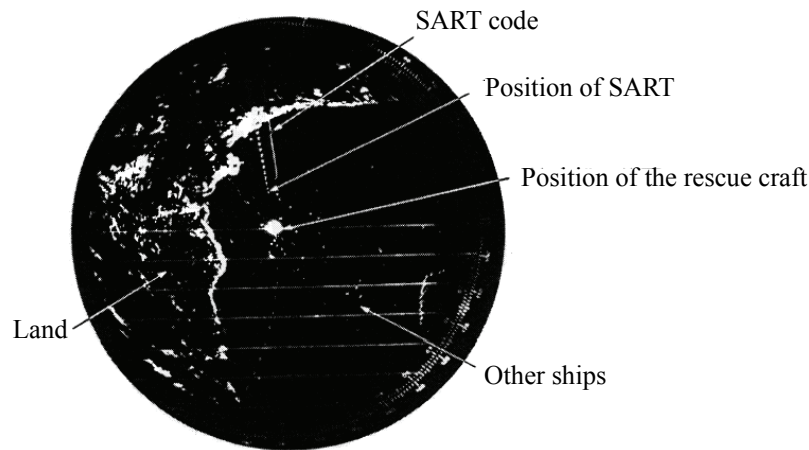 SART code
Position of SART
Position of the rescue craft
Land
Other ships